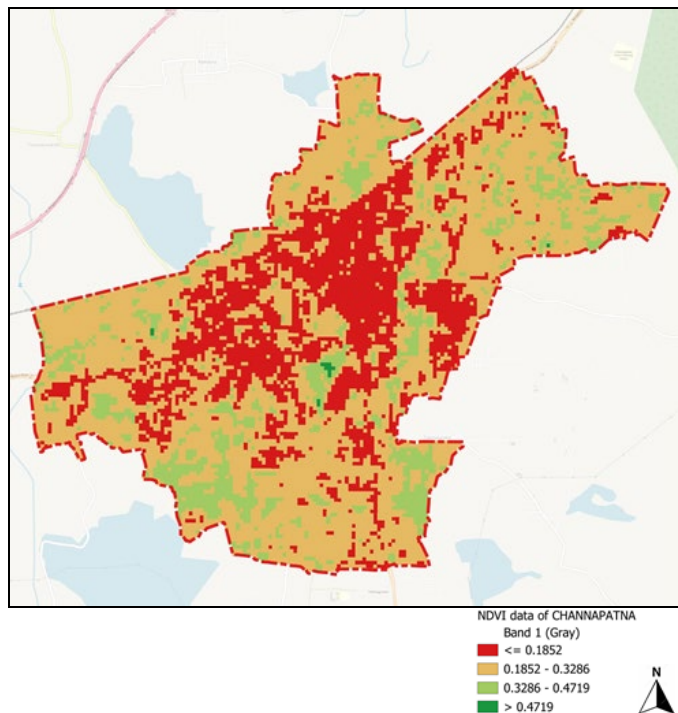 NDVI data of CHANNAPATNA
Band 1 (Gray)
<= 0.1852
0.1852 - 0.3286
0.3286 - 0.4719
> 0.4719
N